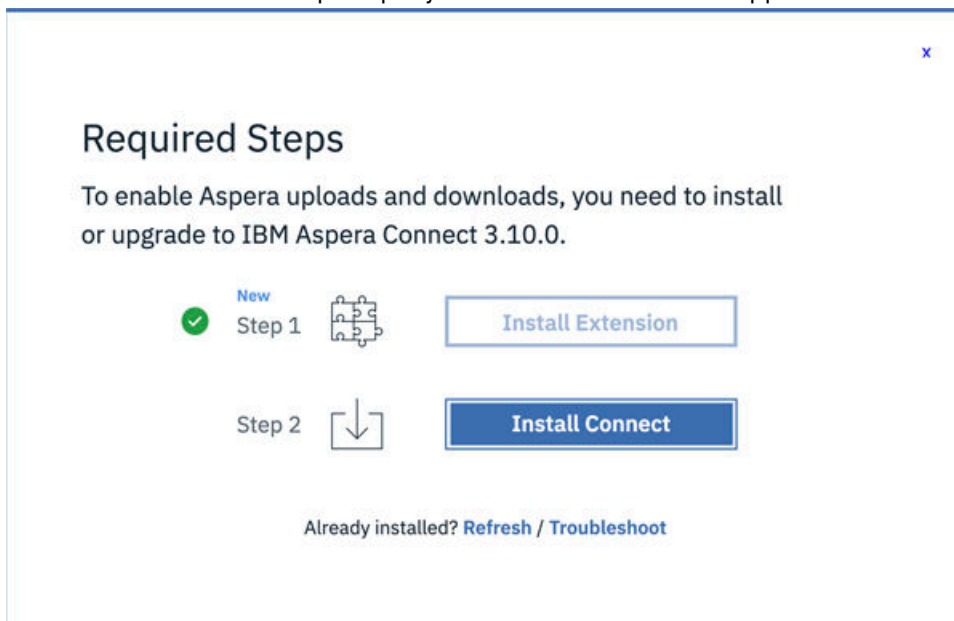 x
Required Steps
To enable Aspera uploads and downloads, you need to install
or upgrade to IBM Aspera Connect 3.10.0.
New
Step 1
Install Extension
Step 2
Install Connect
Already installed? Refresh / Troubleshoot